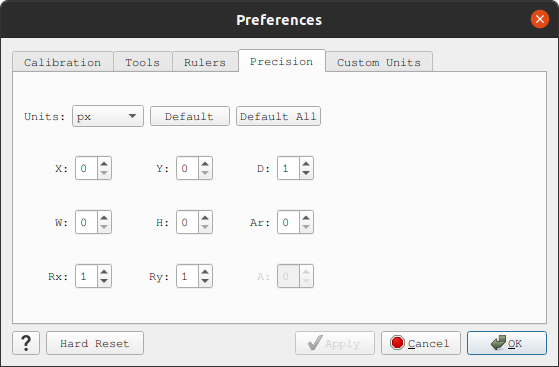 Preferences
Calibration Tools Rulers Precision Custom Units
Units: px Default Default All
X: 0 Y: 0 D: 1
W: 0 H: 0 Ar: 0
Rx: 1 Ry: 1 A: 0
? Hard Reset Apply Cancel OK